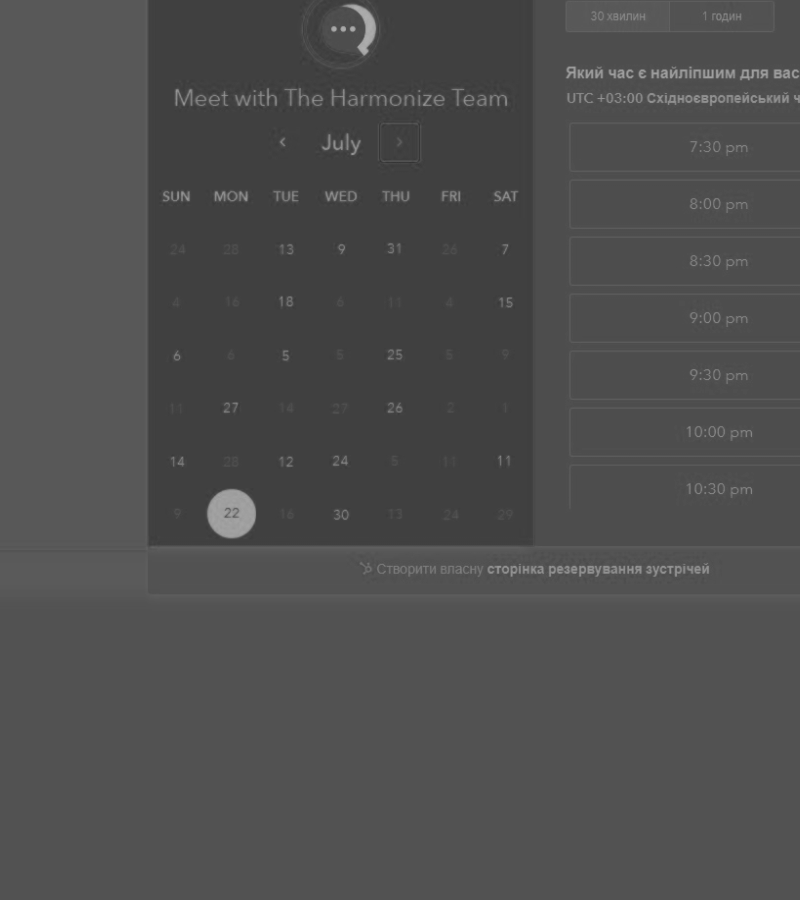 30 хвилин 1 годин
Який час є найліпшим для вас
UTC +03:00 Східноєвропейський ч
Meet with The Harmonize Team
July
SUN MON TUE WED THU FRI SAT
24 28 13 9 31 26 7
4 16 18 6 11 4 15
6 6 5 5 25 5 9
11 27 14 27 26 2 1
14 28 12 24 5 11 11
9 22 16 30 13 24 29
7:30 pm
8:00 pm
8:30 pm
9:00 pm
9:30 pm
10:00 pm
10:30 pm
Створити власну сторінка резервування зустрічей